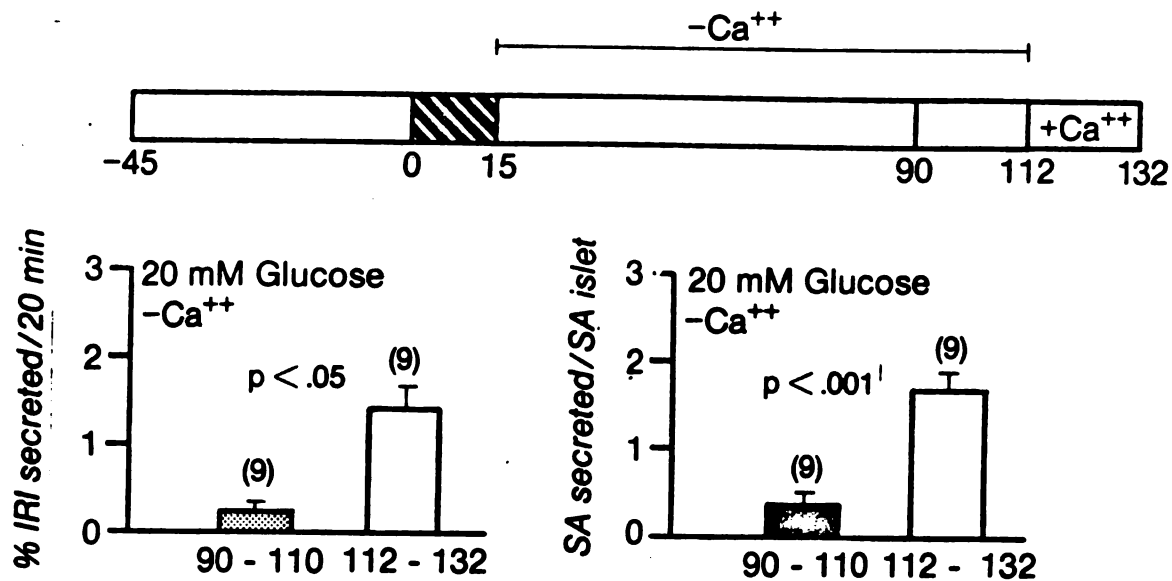 −Ca++
+Ca++
−45 0 15 90 112 132
% IRI secreted/20 min
3
2
1
0
20 mM Glucose
−Ca++
p < .05
(9)
(9)
90 - 110 112 - 132
SA secreted/SA islet
3
2
1
0
20 mM Glucose
−Ca++
p < .001
(9)
(9)
90 - 110 112 - 132